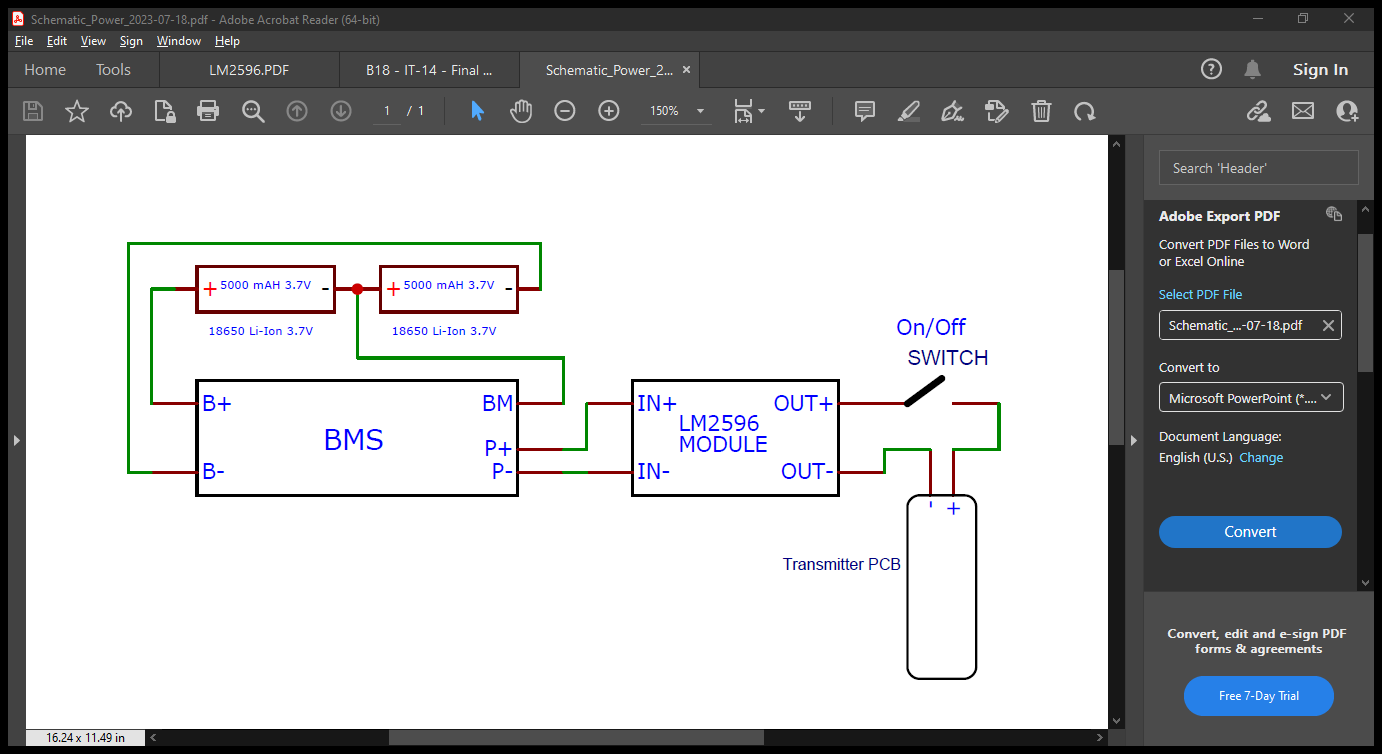 Schematic_Power_2023-07-18.pdf - Adobe Acrobat Reader (64-bit)
File Edit View Sign Window Help
Home Tools LM2596.PDF B18 - IT-14 - Final ... Schematic_Power_2... × Sign In
1 / 1 150%
Search 'Header'
Adobe Export PDF
Convert PDF Files to Word
or Excel Online
Select PDF File
Schematic_...-07-18.pdf
Convert to
Microsoft PowerPoint (*....
Document Language:
English (U.S.) Change
Convert
Convert, edit and e-sign PDF
forms & agreements
Free 7-Day Trial
+ 5000 mAH 3.7V - + 5000 mAH 3.7V -
18650 Li-Ion 3.7V 18650 Li-Ion 3.7V
On/Off
SWITCH
B+ BM
BMS
P+
B- P-
IN+ OUT+
LM2596
MODULE
IN- OUT-
- +
Transmitter PCB
16.24 x 11.49 in